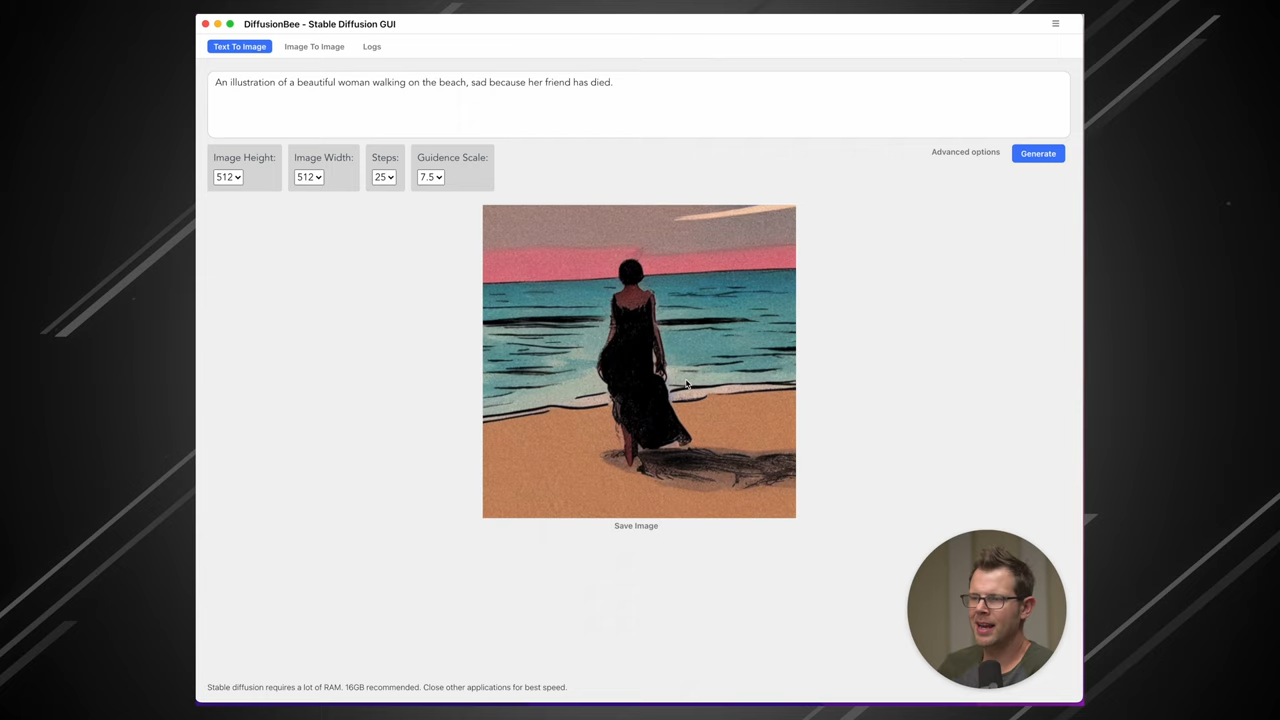 DiffusionBee - Stable Diffusion GUI
Text To Image Image To Image Logs
An illustration of a beautiful woman walking on the beach, sad because her friend has died.
Image Height: Image Width: Steps: Guidence Scale:
512 512 25 7.5
Advanced options Generate
Save Image
Stable diffusion requires a lot of RAM. 16GB recommended. Close other applications for best speed.